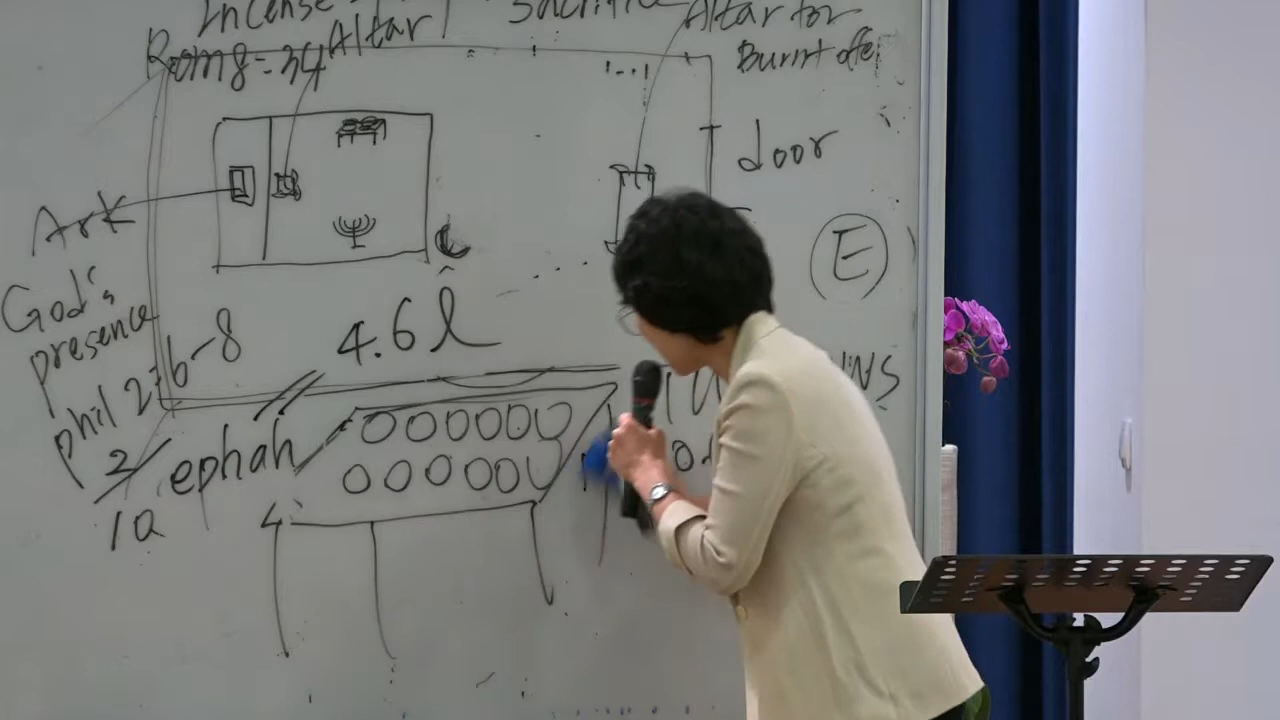 Incense
Altar
Sacrifice
Altar for
Burnt offe
Rom 8=34
door
Ark
E
God's
presence
phil 2:6-8
4.6 l
2/10 ephah